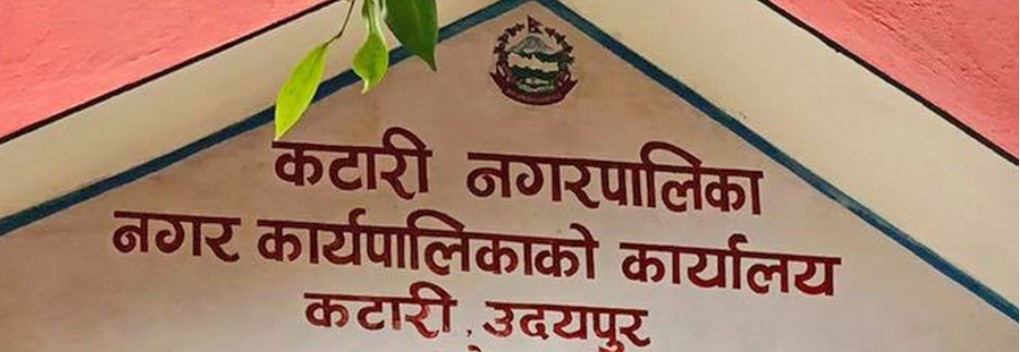 कटारी नगरपालिका
नगर कार्यपालिकाको कार्यालय
कटारी, उदयपुर